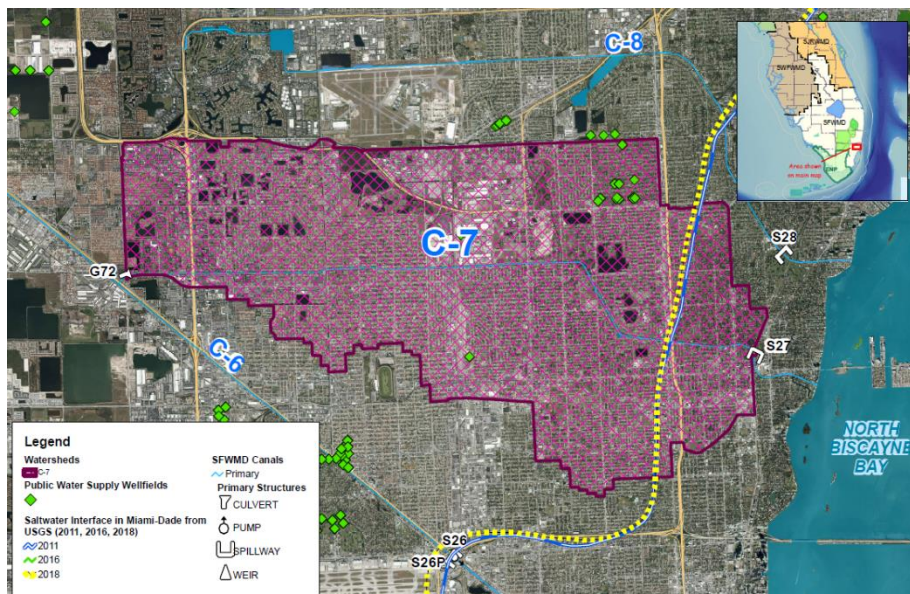 C-8
C-7
C-6
G72
S28
S27
S26
S26P
NORTH
BISCAYNE
BAY
SJRWMD
SWFWMD
SFWMD
ENP
Area shown
on main map
Legend
Watersheds
C-7
Public Water Supply Wellfields
Saltwater Interface in Miami-Dade from
USGS (2011, 2016, 2018)
2011
2016
2018
SFWMD Canals
Primary
Primary Structures
CULVERT
PUMP
SPILLWAY
WEIR